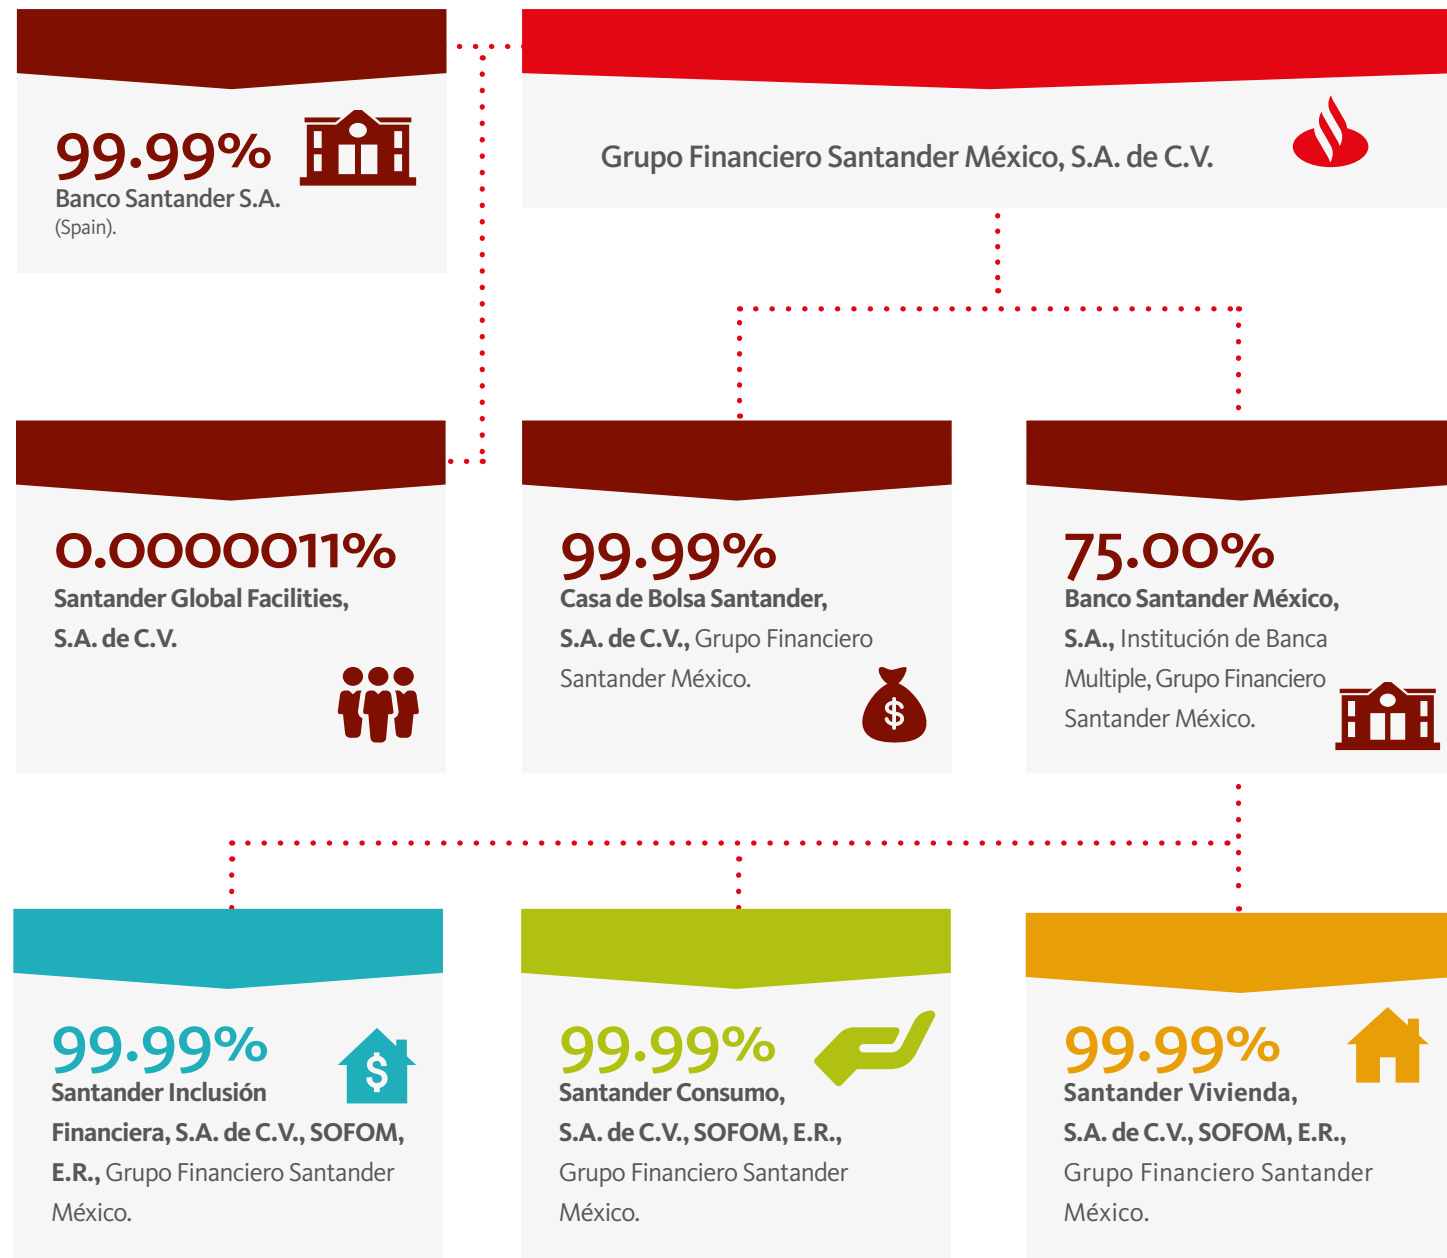 99.99%
Banco Santander S.A.
(Spain).
Grupo Financiero Santander México, S.A. de C.V.
0.0000011%
Santander Global Facilities,
S.A. de C.V.
99.99%
Casa de Bolsa Santander,
S.A. de C.V., Grupo Financiero
Santander México.
$
75.00%
Banco Santander México,
S.A., Institución de Banca
Multiple, Grupo Financiero
Santander México.
99.99%
$
Santander Inclusión
Financiera, S.A. de C.V., SOFOM,
E.R., Grupo Financiero Santander
México.
99.99%
Santander Consumo,
S.A. de C.V., SOFOM, E.R.,
Grupo Financiero Santander
México.
99.99%
Santander Vivienda,
S.A. de C.V., SOFOM, E.R.,
Grupo Financiero Santander
México.